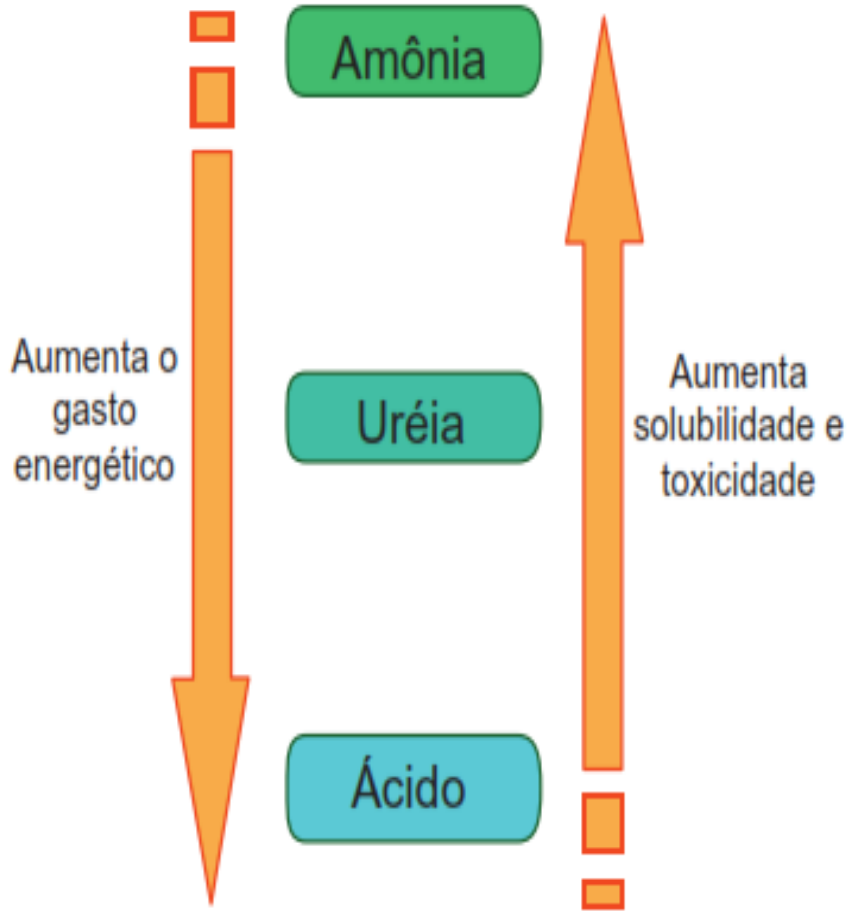 Amônia
Aumenta o
gasto
energético
Uréia
Aumenta
solubilidade e
toxicidade
Ácido